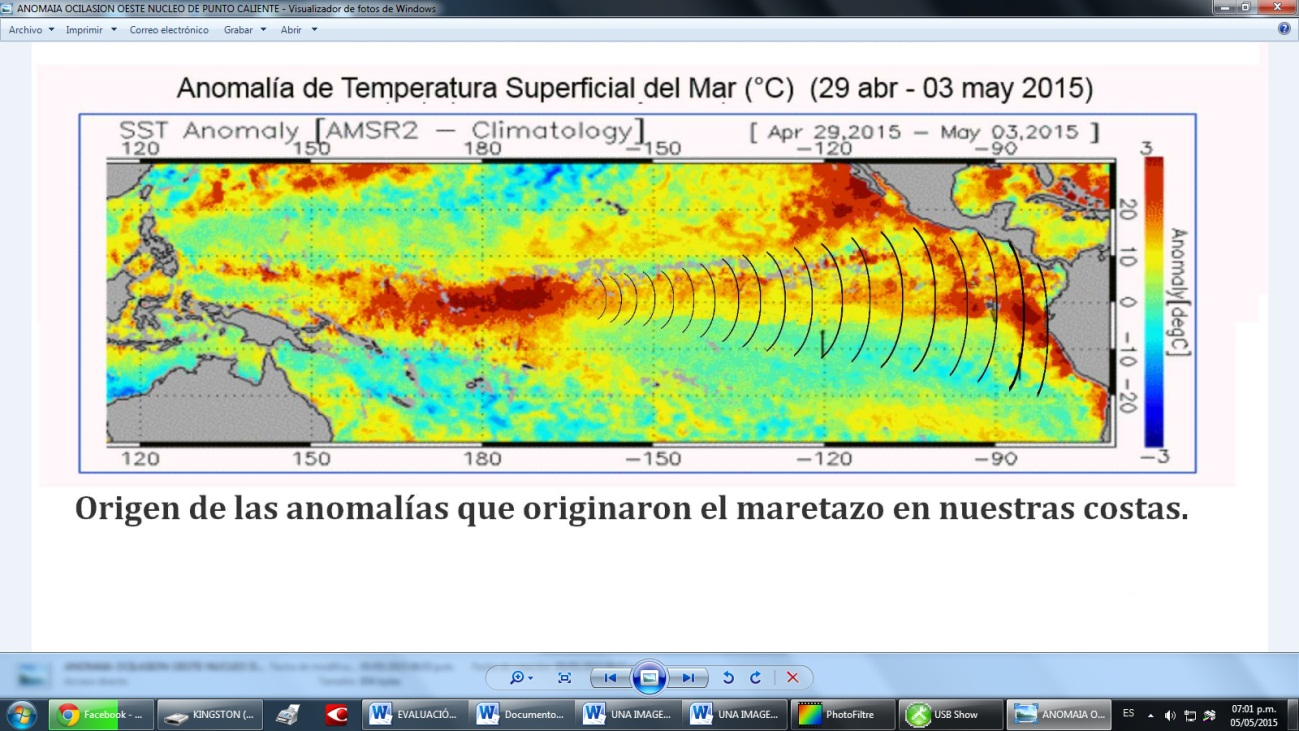 ANOMAIA OCILASION OESTE NUCLEO DE PUNTO CALIENTE - Visualizador de fotos de Windows
Archivo Imprimir Correo electrónico Grabar Abrir
Anomalía de Temperatura Superficial del Mar (°C) (29 abr - 03 may 2015)
SST Anomaly [AMSR2 – Climatology] [ Apr 29,2015 – May 03,2015 ]
120 150 180 −150 −120 −90 3
20
10
0
−10
−20
Anomaly[degC]
120 150 180 −150 −120 −90 −3
Origen de las anomalías que originaron el maretazo en nuestras costas.
Facebook - ... KINGSTON (... EVALUACIÓ... Documento... UNA IMAGE... UNA IMAGE... PhotoFiltre USB Show ANOMAIA O... ES 07:01 p.m.
05/05/2015